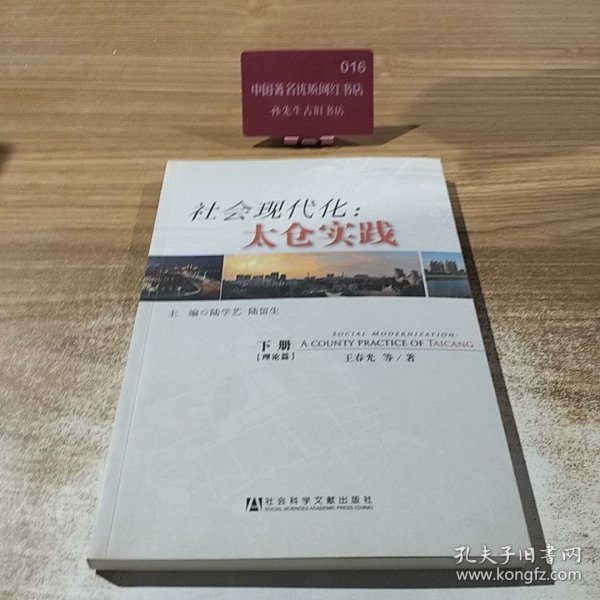 016
中国著名优质网红书店
孙先生古旧书店
社会现代化：
太仓实践
主 编◎陆学艺 陆留生
SOCIAL MODERNIZATION:
下册 A COUNTY PRACTICE OF TAICANG
[理论篇] 王春光 等/著
社会科学文献出版社
SOCIAL SCIENCES ACADEMIC PRESS (CHINA)
孔夫子旧书网
www.kongfz.com